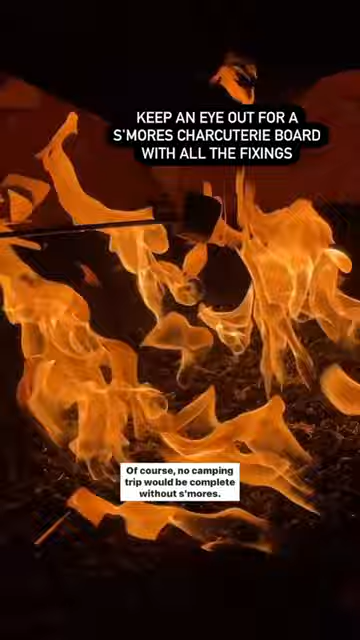 KEEP AN EYE OUT FOR A
S'MORES CHARCUTERIE BOARD
WITH ALL THE FIXINGS
Of course, no camping
trip would be complete
without s'mores.